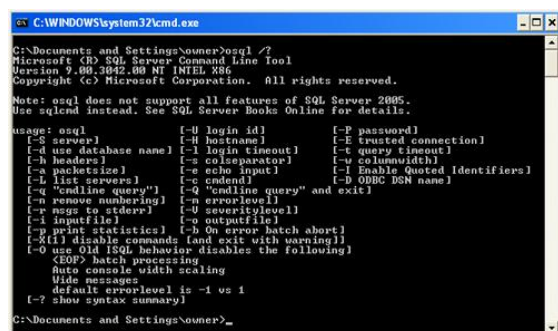 C:\WINDOWS\system32\cmd.exe
C:\Documents and Settings\owner>osql /?
Microsoft (R) SQL Server Command Line Tool
Version 9.00.3042.00 NT INTEL X86
Copyright (c) Microsoft Corporation.  All rights reserved.
Note: osql does not support all features of SQL Server 2005.
Use sqlcmd instead. See SQL Server Books Online for details.
usage: osql [-U login id] [-P password]
[-S server] [-H hostname] [-E trusted connection]
[-d use database name] [-l login timeout] [-t query timeout]
[-h headers] [-s colseparator] [-w columnwidth]
[-a packetsize] [-e echo input] [-I Enable Quoted Identifiers]
[-L list servers] [-c cmdend] [-D ODBC DSN name]
[-q "cmdline query"] [-Q "cmdline query" and exit]
[-n remove numbering] [-m errorlevel]
[-r msgs to stderr] [-V severitylevel]
[-i inputfile] [-o outputfile]
[-p print statistics] [-b On error batch abort]
[-X[1] disable commands [and exit with warning]]
[-O use Old ISQL behavior disables the following]
<EOF> batch processing
Auto console width scaling
Wide messages
default errorlevel is -1 vs 1
[-? show syntax summary]
C:\Documents and Settings\owner>_